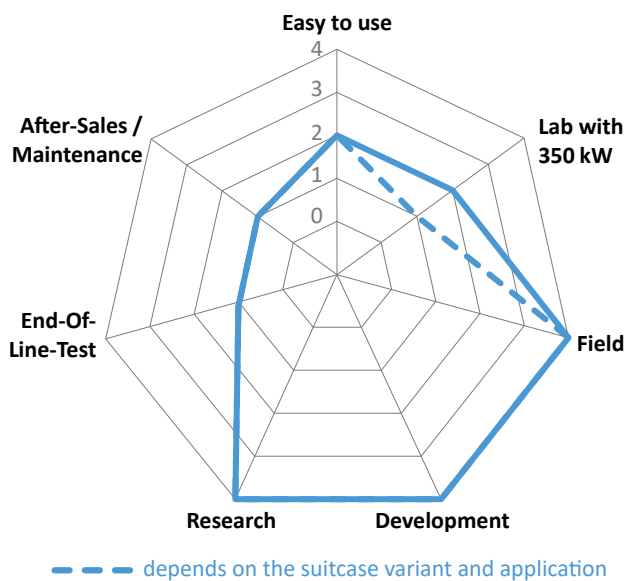 Easy to use
4
3
2
1
0
After-Sales /
Maintenance
Lab with
350 kW
End-Of-
Line-Test
Field
Research
Development
depends on the suitcase variant and application